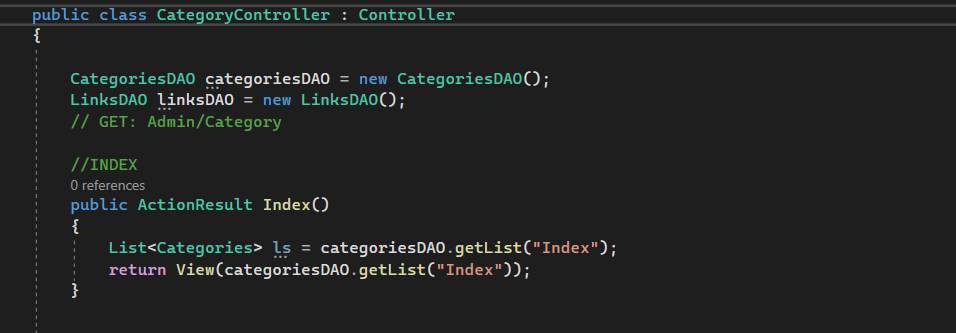 public class CategoryController : Controller
{
CategoriesDAO categoriesDAO = new CategoriesDAO();
LinksDAO linksDAO = new LinksDAO();
// GET: Admin/Category
//INDEX
0 references
public ActionResult Index()
{
List<Categories> ls = categoriesDAO.getList("Index");
return View(categoriesDAO.getList("Index"));
}